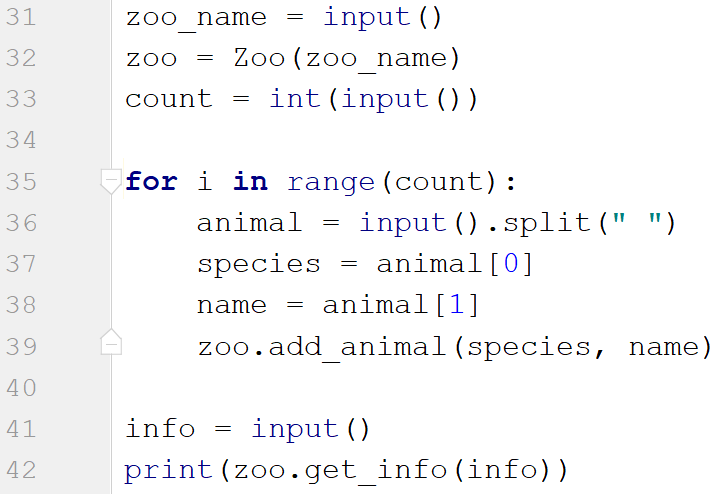 31 zoo_name = input()
32 zoo = Zoo(zoo_name)
33 count = int(input())
34
35 for i in range(count):
36     animal = input().split(" ")
37     species = animal[0]
38     name = animal[1]
39     zoo.add_animal(species, name)
40
41 info = input()
42 print(zoo.get_info(info))